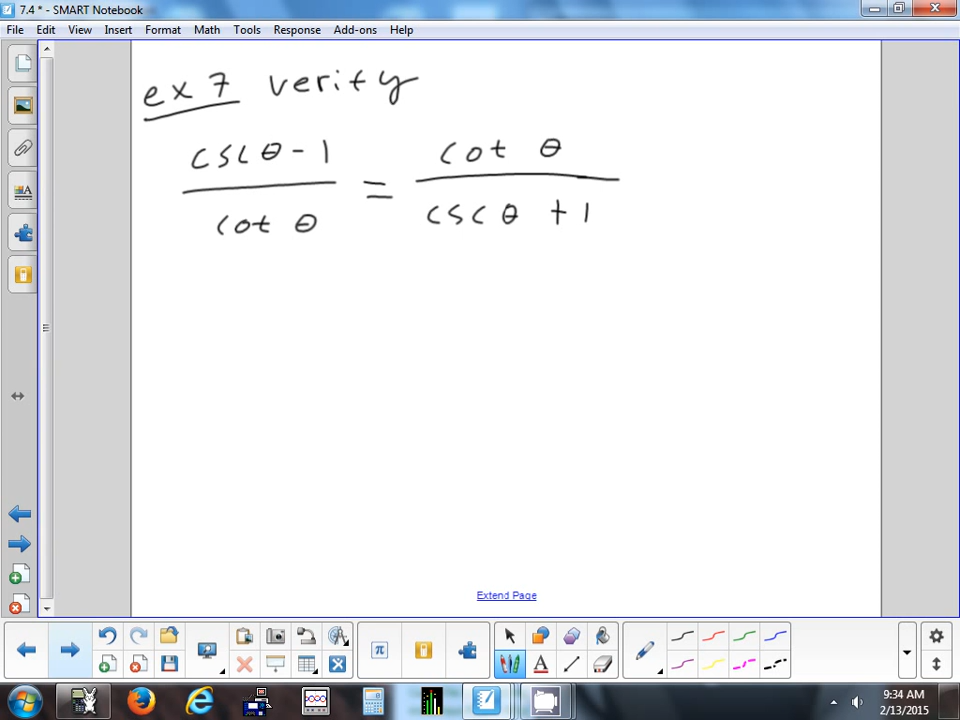 7.4 * - SMART Notebook
File Edit View Insert Format Math Tools Response Add-ons Help
ex 7 verify
cscθ-1 / cot θ = cot θ / cscθ +1
Extend Page
9:34 AM
2/13/2015